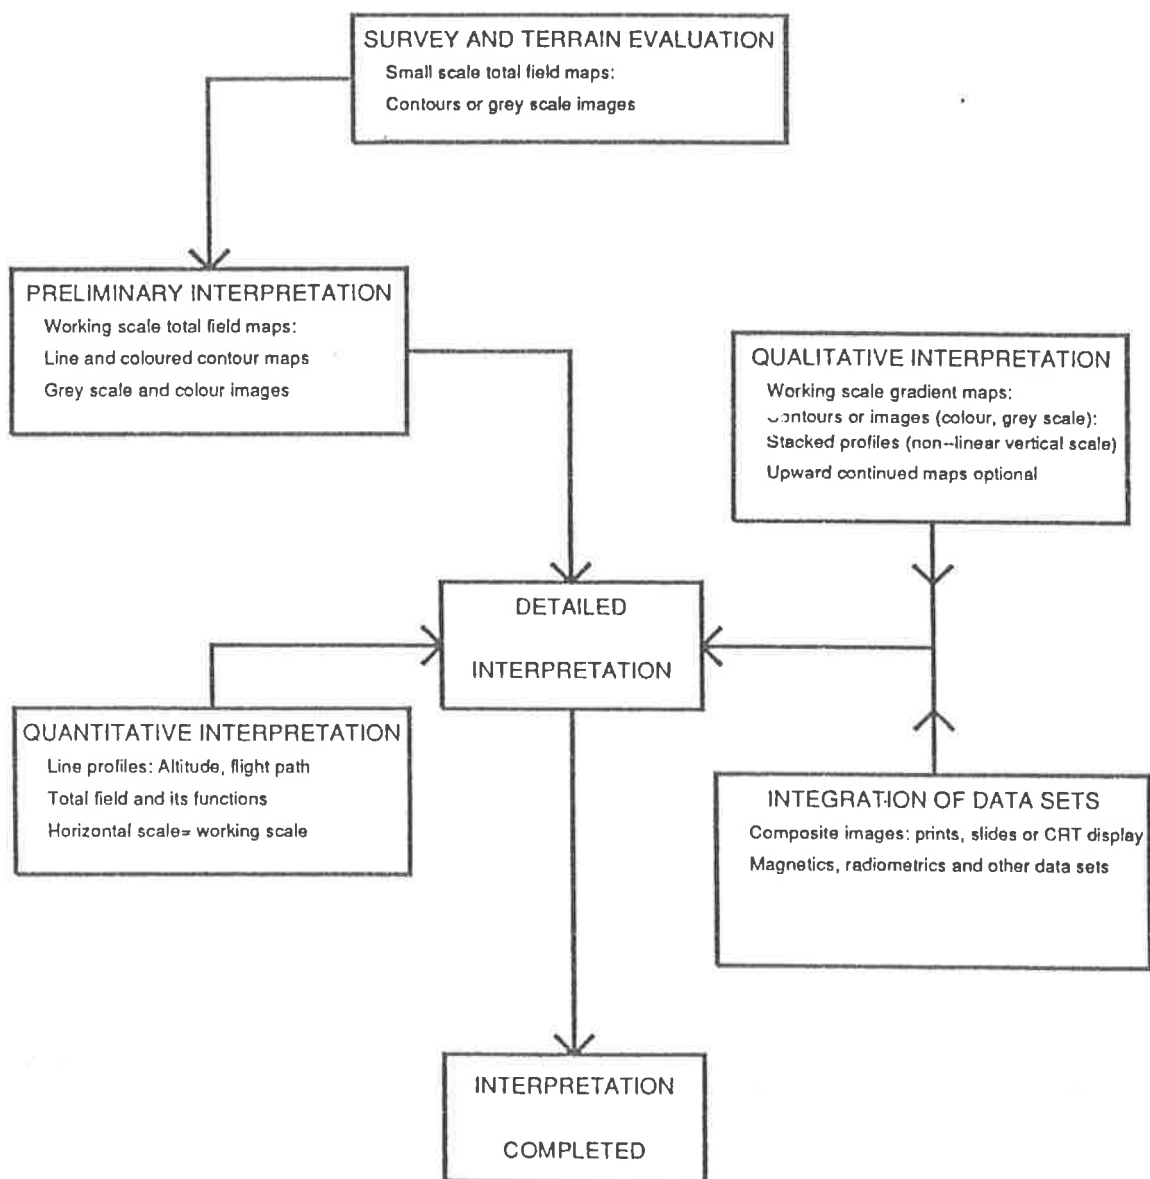 SURVEY AND TERRAIN EVALUATION
Small scale total field maps:
Contours or grey scale images
PRELIMINARY INTERPRETATION
Working scale total field maps:
Line and coloured contour maps
Grey scale and colour images
QUALITATIVE INTERPRETATION
Working scale gradient maps:
Contours or images (colour, grey scale):
Stacked profiles (non--linear vertical scale)
Upward continued maps optional
DETAILED
INTERPRETATION
QUANTITATIVE INTERPRETATION
Line profiles: Altitude, flight path
Total field and its functions
Horizontal scale= working scale
INTEGRATION OF DATA SETS
Composite images: prints, slides or CRT display
Magnetics, radiometrics and other data sets
INTERPRETATION
COMPLETED